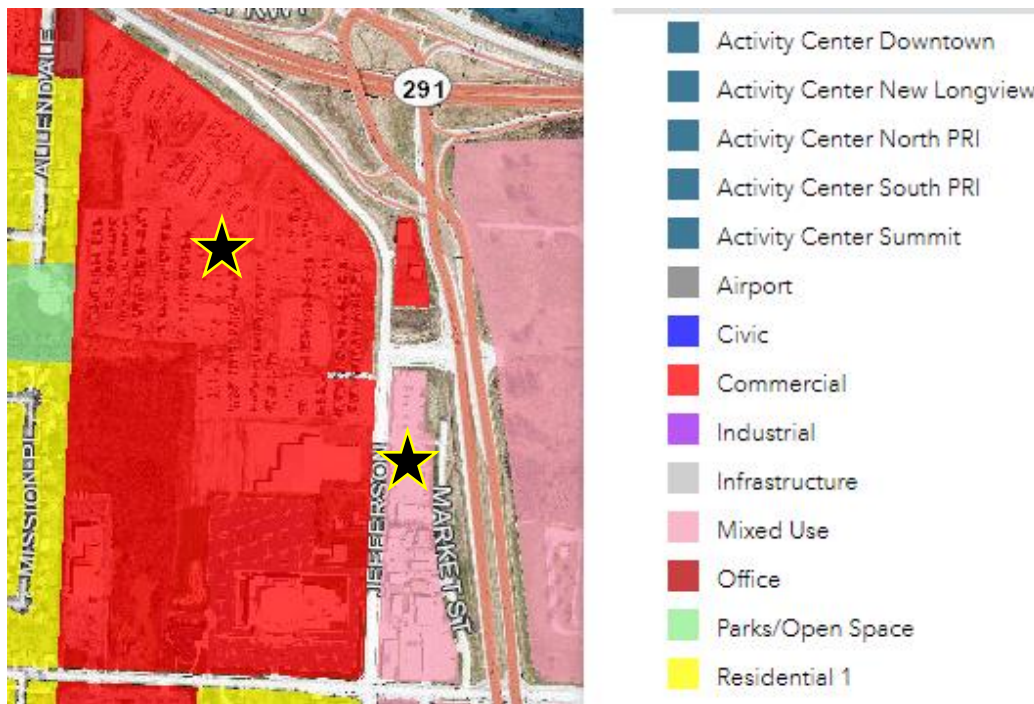 ALLENDALE
291
MISSION PL
JEFFERSON
MARKET ST
Activity Center Downtown
Activity Center New Longview
Activity Center North PRI
Activity Center South PRI
Activity Center Summit
Airport
Civic
Commercial
Industrial
Infrastructure
Mixed Use
Office
Parks/Open Space
Residential 1